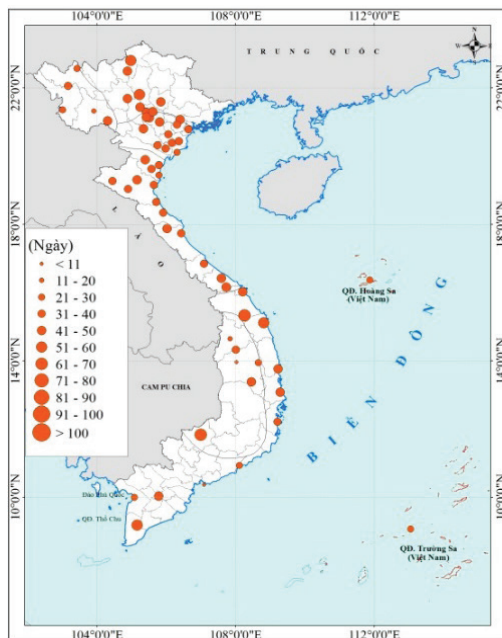 104°0'0"E 108°0'0"E 112°0'0"E
TRUNG QUỐC
N
W E
S
22°0'0"N 22°0'0"N
18°0'0"N 18°0'0"N
LÀO
(Ngày)
< 11
11 - 20
21 - 30
31 - 40
41 - 50
51 - 60
61 - 70
71 - 80
81 - 90
91 - 100
> 100
QĐ. Hoàng Sa
(Việt Nam)
14°0'0"N 14°0'0"N
CAM PU CHIA
BIỂN ĐÔNG
Đảo Phú Quốc
10°0'0"N 10°0'0"N
QĐ. Thổ Chu
QĐ. Trường Sa
(Việt Nam)
104°0'0"E 108°0'0"E 112°0'0"E